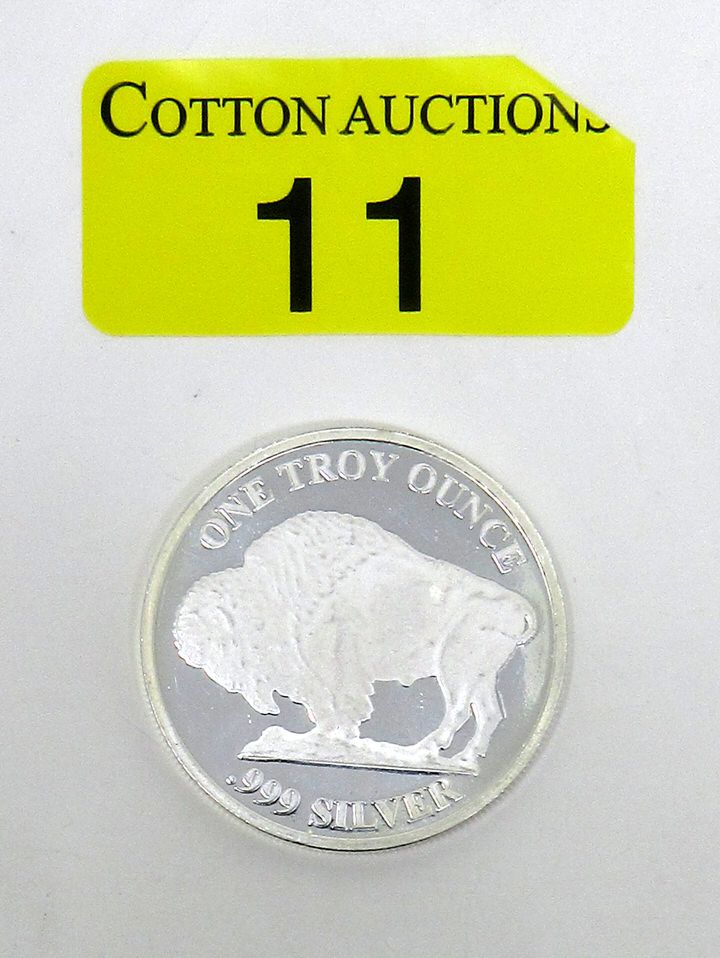 COTTON AUCTIONS
11
ONE TROY OUNCE
.999 SILVER